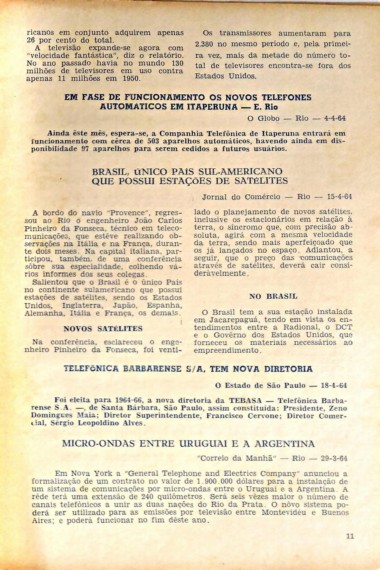 ricanos em conjunto adquirem apenas
26 por cento do total.
A televisão expande-se agora com
"velocidade fantástica", diz o relatório.
No ano passado havia no mundo 130
milhões de televisores em uso contra
apenas 11 milhões em 1950.
Os transmissores aumentaram para
2.380 no mesmo período e, pela primei-
ra vez, mais da metade do número to-
tal de televisores encontra-se fora dos
Estados Unidos.
EM FASE DE FUNCIONAMENTO OS NOVOS TELEFONES
AUTOMATICOS EM ITAPERUNA — E. Rio
O Globo — Rio — 4-4-64
Ainda êste mês, espera-se, a Companhia Telefônica de Itaperuna entrará em
funcionamento com cêrca de 503 aparelhos automáticos, havendo ainda em dis-
ponibilidade 97 aparelhos para serem cedidos a futuros usuários.
BRASIL, ÚNICO PAIS SUL-AMERICANO
QUE POSSUI ESTAÇÕES DE SATÉLITES
Jornal do Comércio — Rio — 15-4-64
A bordo do navio "Provence", regres-
sou ao Rio o engenheiro João Carlos
Pinheiro da Fonseca, técnico em teleco-
municações, que estêve realizando ob-
servações na Itália e na França, duran-
te dois meses. Na capital italiana, par-
ticipou, também, de uma conferência
sôbre sua especialidade, colhendo vá-
rios informes dos seus colegas.
Salientou que o Brasil é o único País
no continente sulamericano que possui
estações de satélites, sendo os Estados
Unidos, Inglaterra, Japão, Espanha,
Alemanha, Itália e França, os demais.
NOVOS SATELITES
Na conferência, esclareceu o enge-
nheiro Pinheiro da Fonseca, foi venti-
lado o planejamento de novos satélites,
inclusive os estacionários em relação à
terra, o síncromo que, com precisão ab-
soluta, agirá com a mesma velocidade
da terra, sendo mais aperfeiçoado que
os já lançados no espaço. Adiantou, a
seguir, que o preço das comunicações
através de satélites, deverá cair consi-
deràvelmente.
NO BRASIL
O Brasil tem a sua estação instalada
em Jacarepaguá, tendo em vista os en-
tendimentos entre a Radional, o DCT
e o Govêrno dos Estados Unidos, que
forneceu os materiais necessários ao
empreendimento.
TELEFÔNICA BARBARENSE S/A, TEM NOVA DIRETORIA
O Estado de São Paulo — 18-4-64
Foi eleita para 1964-66, a nova diretoria da TEBASA — Telefônica Barba-
rense S.A. —, de Santa Bárbara, São Paulo, assim constituída: Presidente, Zeno
Domingues Maia; Diretor Superintendente, Francisco Cervone; Diretor Comer-
cial, Sérgio Leopoldino Alves.
MICRO-ONDAS ENTRE URUGUAI E A ARGENTINA
"Correio da Manhã" — Rio — 29-3-64
Em Nova York a "General Telephone and Electrics Company" anunciou a
formalização de um contrato no valor de 1.900.000 dólares para a instalação de
um sistema de comunicações por micro-ondas entre o Uruguai e a Argentina. A
rêde terá uma extensão de 240 quilômetros. Será seis vêzes maior o número de
canais telefônicos a unir as duas nações do Rio da Prata. O nôvo sistema po-
derá ser utilizado para as emissões por televisão entre Montevidéu e Buenos
Aires; e poderá funcionar no fim dêste ano.
11